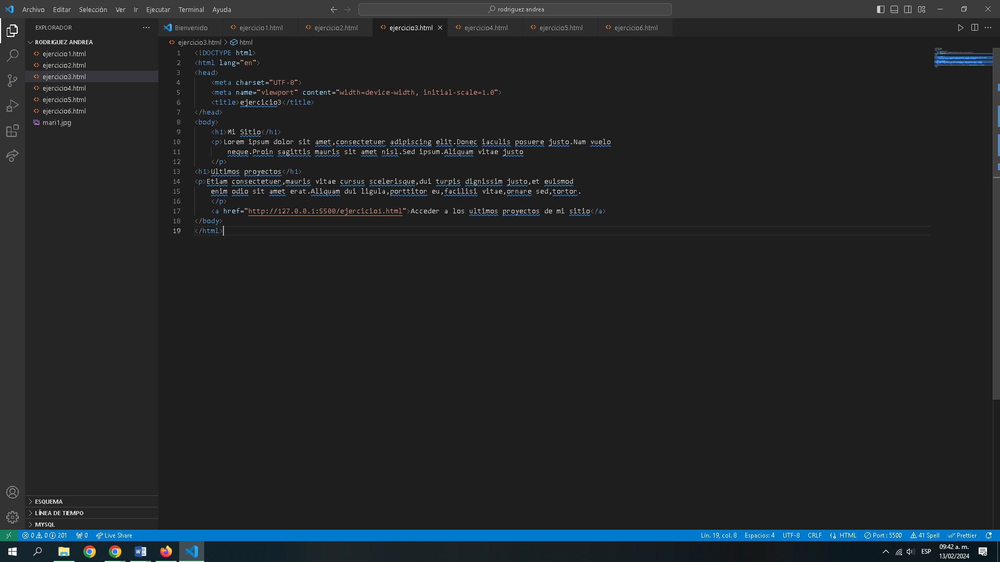 Archivo Editar Selección Ver Ir Ejecutar Terminal Ayuda
rodriguez andrea
EXPLORADOR
RODRIGUEZ ANDREA
ejercicio1.html
ejercicio2.html
ejercicio3.html
ejercicio4.html
ejercicio5.html
ejercicio6.html
mari1.jpg
ESQUEMA
LÍNEA DE TIEMPO
MYSQL
Bienvenido ejercicio1.html ejercicio2.html ejercicio3.html ejercicio4.html ejercicio5.html ejercicio6.html
ejercicio3.html > html
1 <!DOCTYPE html>
2 <html lang="en">
3 <head>
4 <meta charset="UTF-8">
5 <meta name="viewport" content="width=device-width, initial-scale=1.0">
6 <title>ejercicio3</title>
7 </head>
8 <body>
9 <h1>Mi Sitio</h1>
10 <p>Lorem ipsum dolor sit amet,consectetuer adipiscing elit.Donec iaculis posuere justo.Nam vuelo
11 neque.Proin sagittis mauris sit amet nisl.Sed ipsum.Aliquam vitae justo
12 </p>
13 <h1>Ultimos proyectos</h1>
14 <p>Etiam consectetuer,mauris vitae cursus scelerisque,dui turpis dignissim justo,et euismod
15 enim odio sit amet erat.Aliquam dui ligula,porttitor eu,facilisi vitae,ornare sed,tortor.
16 </p>
17 <a href="http://127.0.0.1:5500/ejercicio1.html">Acceder a los ultimos proyectos de mi sitio</a>
18 </body>
19 </html>
0 0 201 0 Live Share
Lín. 19, col. 8 Espacios: 4 UTF-8 CRLF HTML Port : 5500 41 Spell Prettier
ESP
09:42 a. m.
13/02/2024